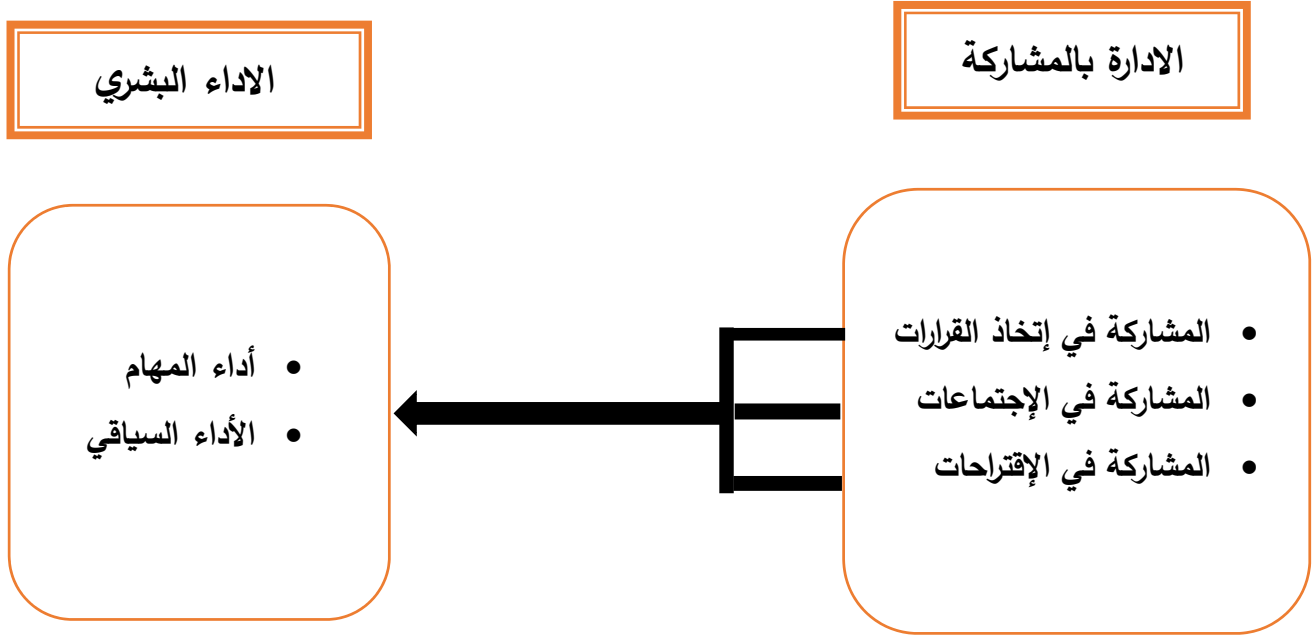 الادارة بالمشاركة
الاداء البشري
• المشاركة في إتخاذ القرارات
• المشاركة في الإجتماعات
• المشاركة في الإقتراحات
• أداء المهام
• الأداء السياقي